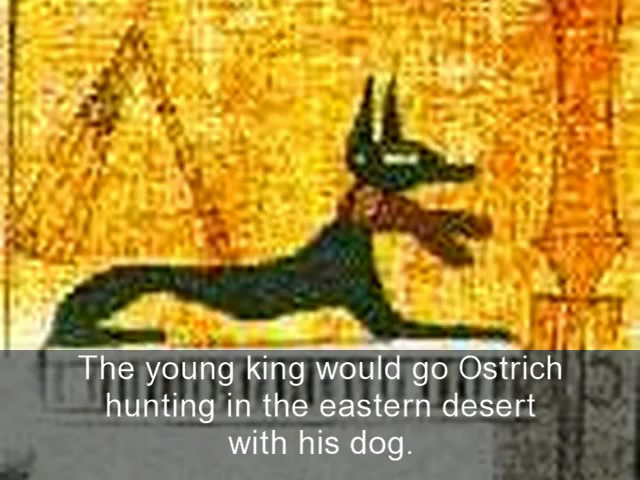 The young king would go Ostrich
hunting in the eastern desert
with his dog.